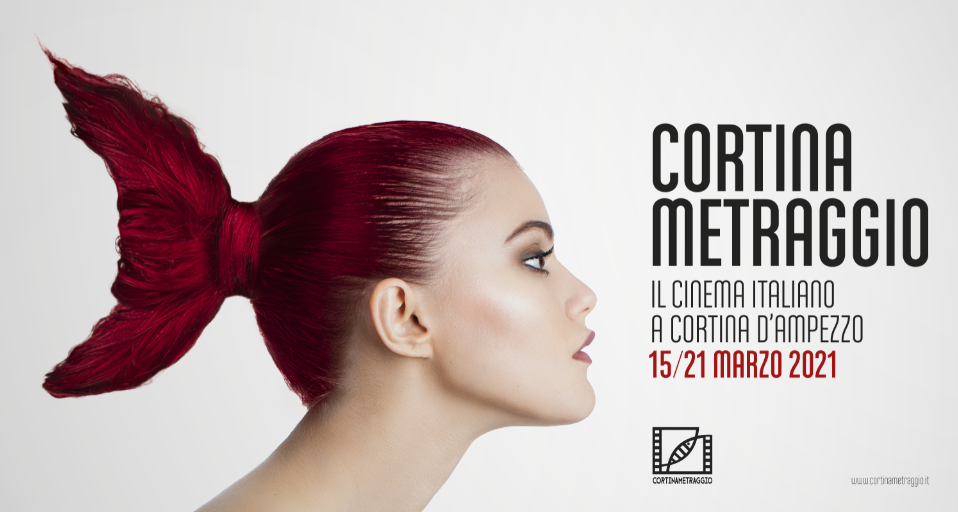 CORTINA
METRAGGIO
IL CINEMA ITALIANO
A CORTINA D'AMPEZZO
15/21 MARZO 2021
CORTINAMETRAGGIO
www.cortinametraggio.it